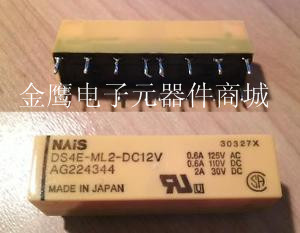 金鹰电子元器件商城
NAiS 30327X
DS4E-ML2-DC12V 0.6A 125V AC
AG224344 0.6A 110V DC
2A 30V DC
MADE IN JAPAN